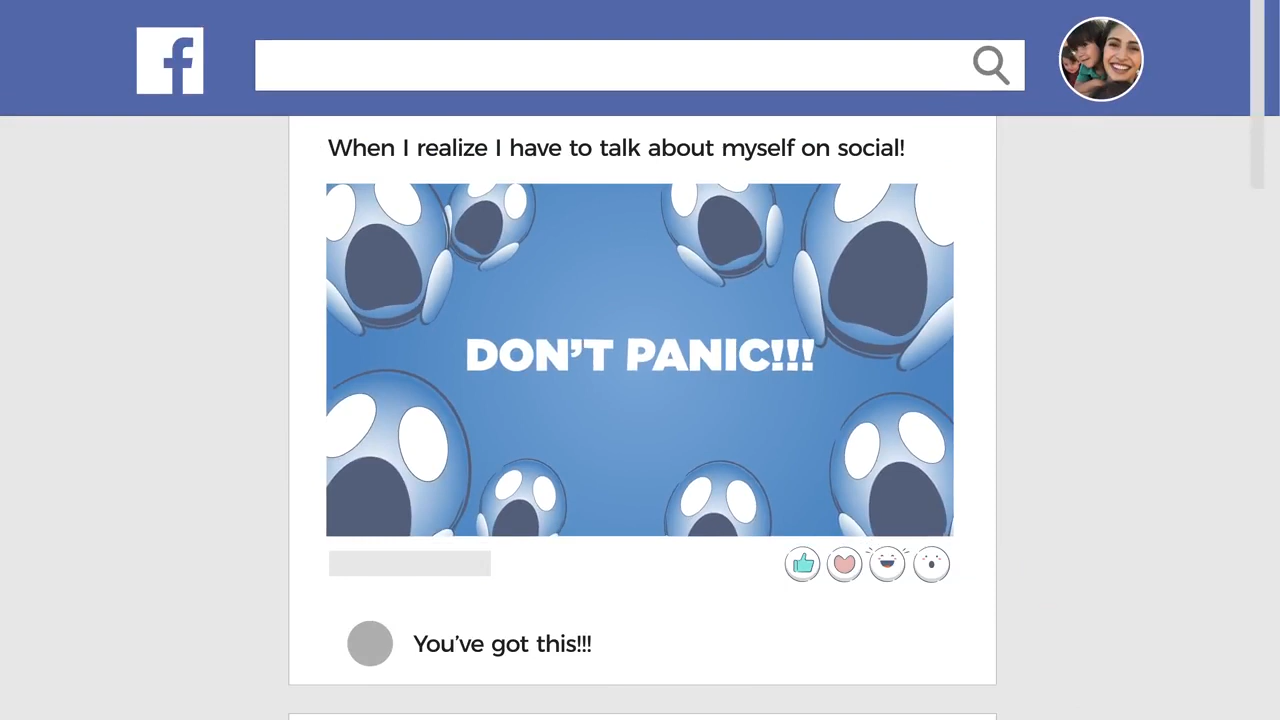 f
When I realize I have to talk about myself on social!
DON'T PANIC!!!
You've got this!!!